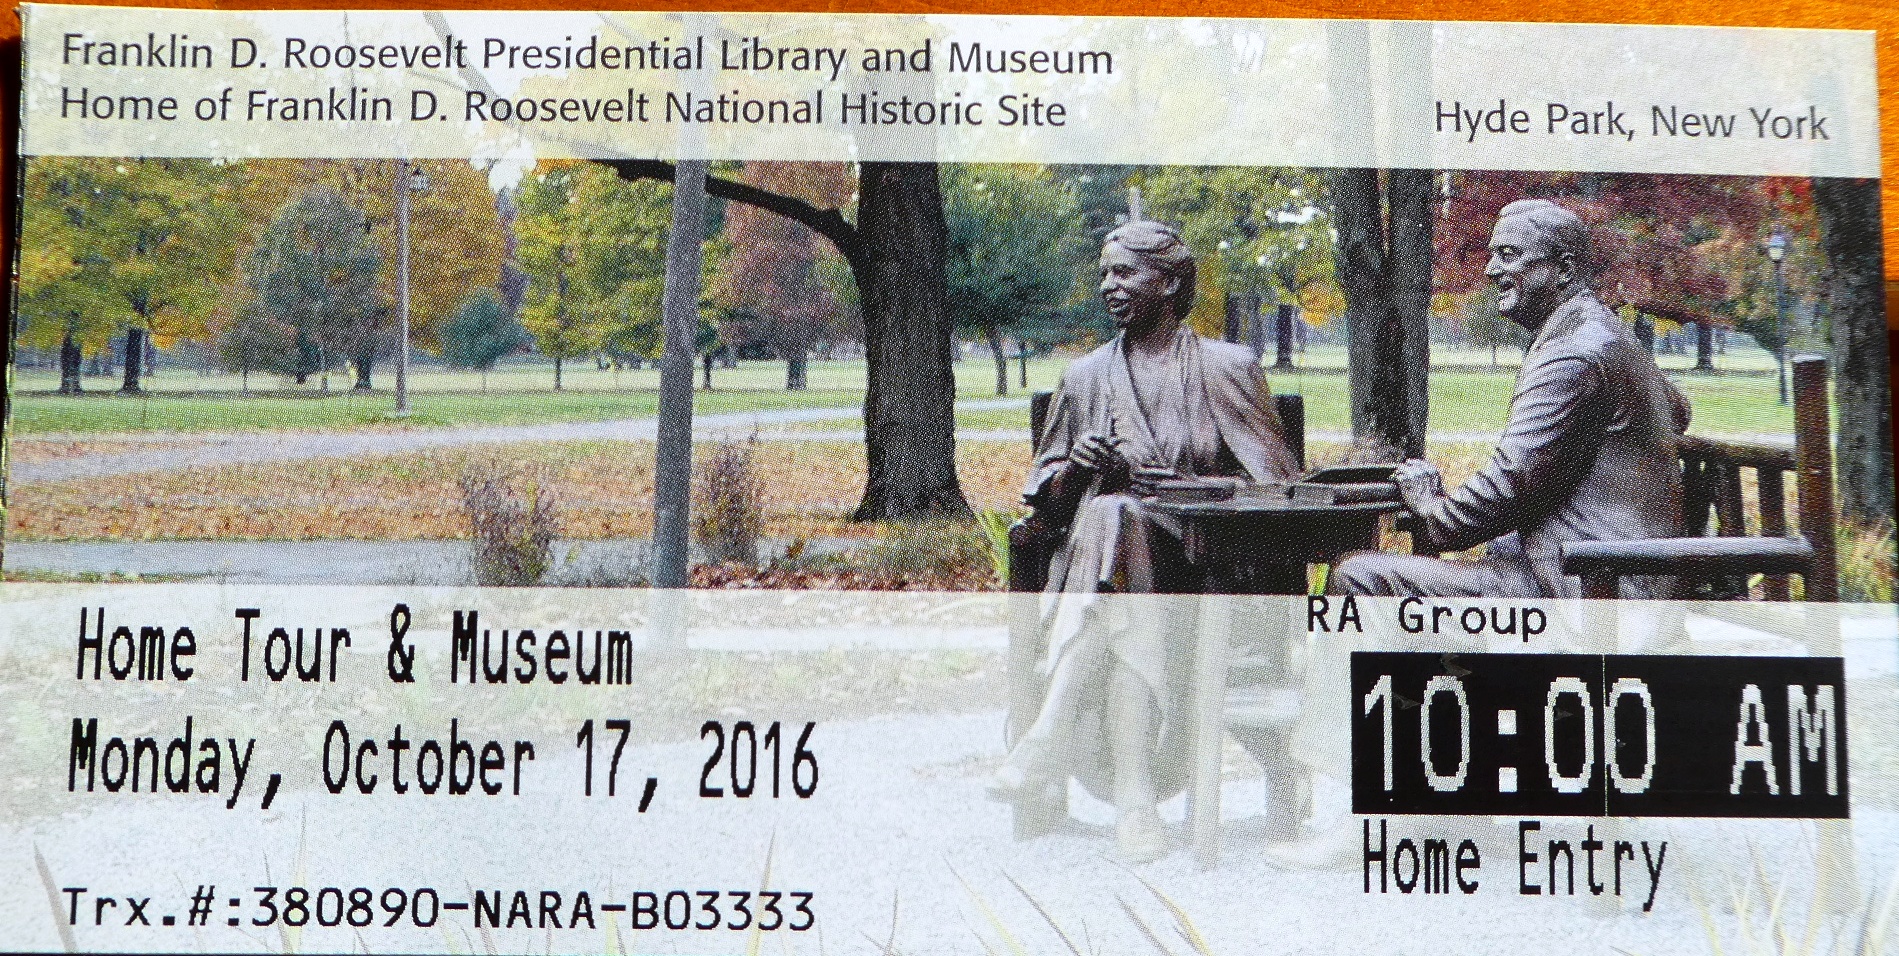 Franklin D. Roosevelt Presidential Library and Museum
Home of Franklin D. Roosevelt National Historic Site
Hyde Park, New York
RA Group
Home Tour & Museum
10:00 AM
Monday, October 17, 2016
Home Entry
Trx.#:380890-NARA-B03333